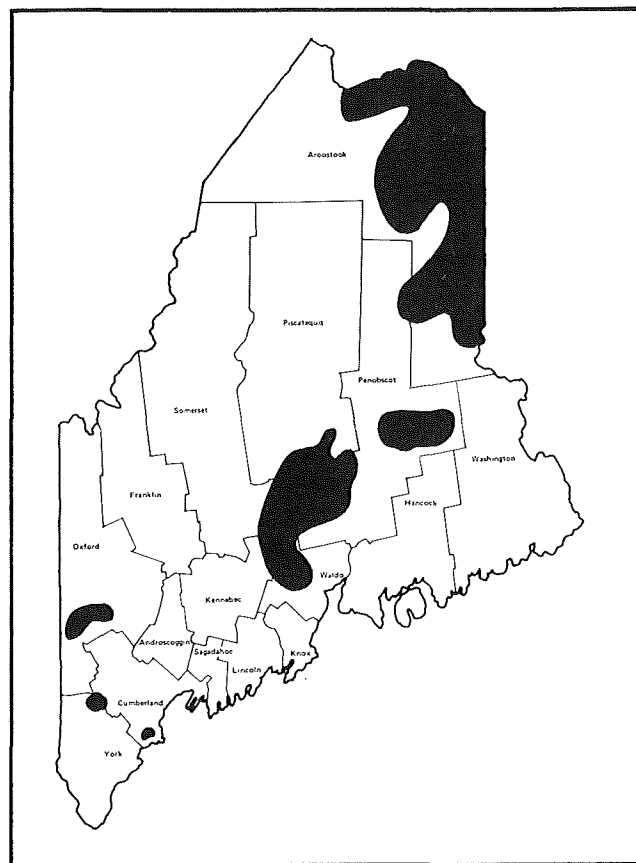 Aroostook
Piscataquis
Penobscot
Somerset
Washington
Franklin
Hancock
Oxford
Waldo
Kennebec
Androscoggin
Sagadahoc
Knox
Lincoln
Cumberland
York